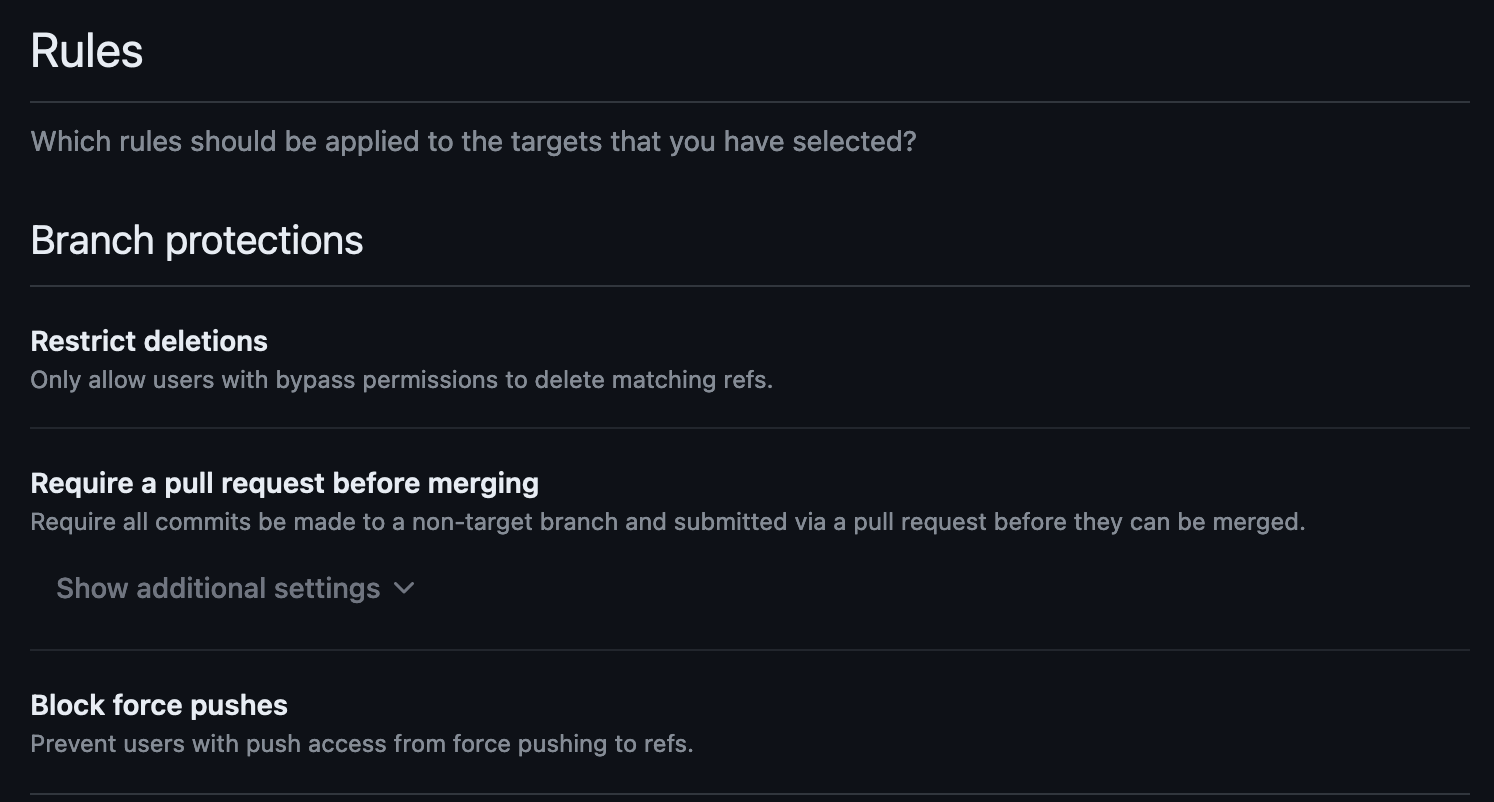 Rules
Which rules should be applied to the targets that you have selected?
Branch protections
Restrict deletions
Only allow users with bypass permissions to delete matching refs.
Require a pull request before merging
Require all commits be made to a non-target branch and submitted via a pull request before they can be merged.
Show additional settings
Block force pushes
Prevent users with push access from force pushing to refs.